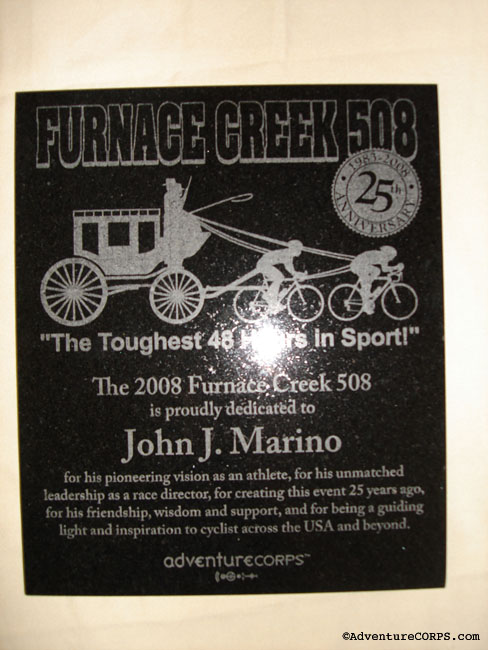 FURNACE CREEK 508
1983-2008
25th
ANNIVERSARY
"The Toughest 48 Hours in Sport!"
The 2008 Furnace Creek 508
is proudly dedicated to
John J. Marino
for his pioneering vision as an athlete, for his unmatched
leadership as a race director, for creating this event 25 years ago,
for his friendship, wisdom and support, and for being a guiding
light and inspiration to cyclist across the USA and beyond.
adventureCORPS™
©AdventureCORPS.com